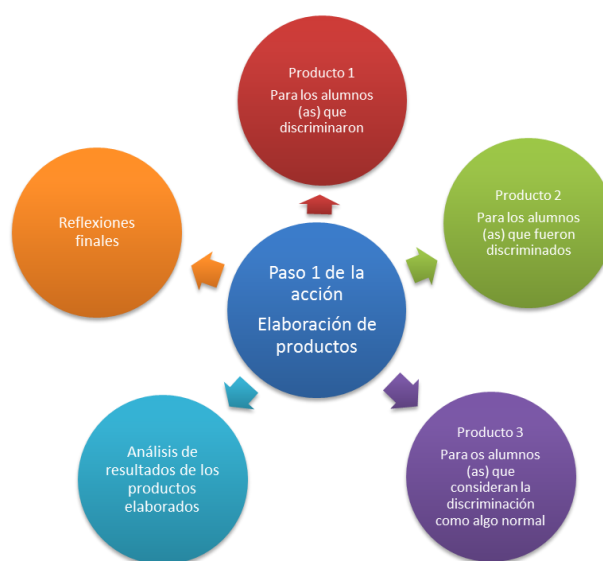 Producto 1
Para los alumnos
(as) que
discriminaron
Producto 2
Para los alumnos
(as) que fueron
discriminados
Reflexiones
finales
Paso 1 de la
acción
Elaboración de
productos
Análisis de
resultados de los
productos
elaborados
Producto 3
Para os alumnos
(as) que
consideran la
discriminación
como algo normal